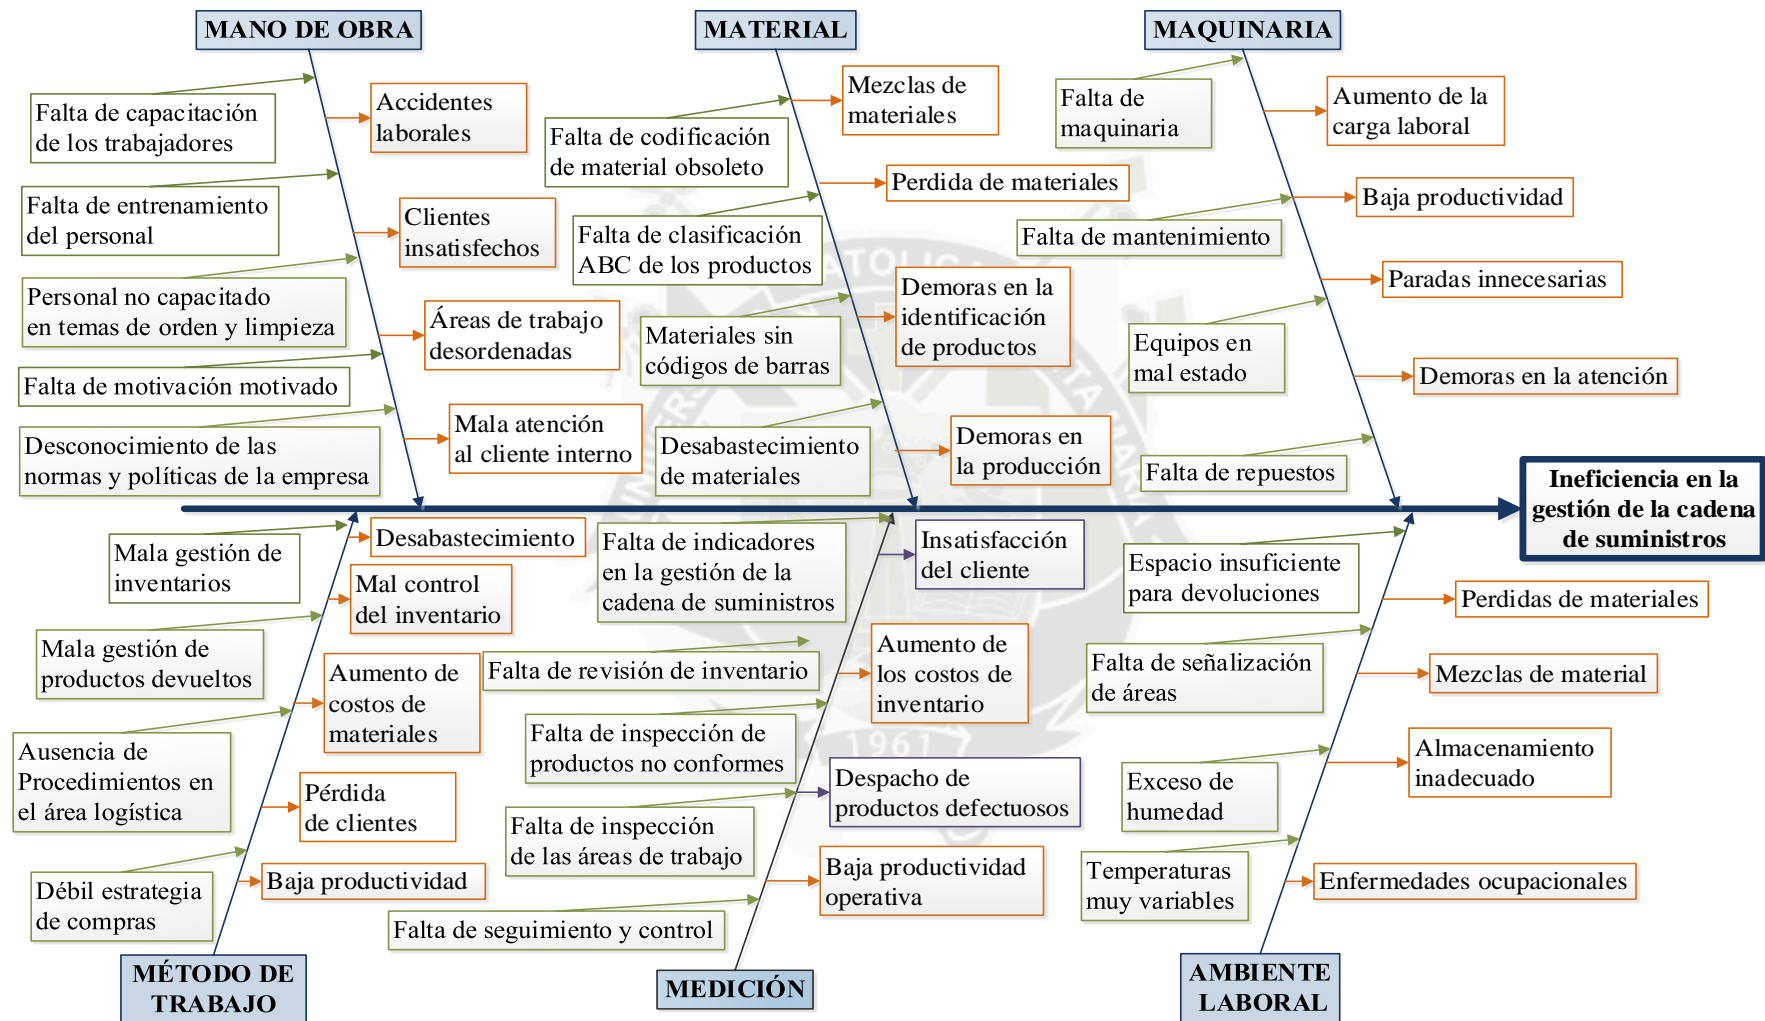 MANO DE OBRA
Falta de capacitación
de los trabajadores
Accidentes
laborales
Falta de entrenamiento
del personal
Clientes
insatisfechos
Personal no capacitado
en temas de orden y limpieza
Áreas de trabajo
desordenadas
Falta de motivación motivado
Desconocimiento de las
normas y políticas de la empresa
Mala atención
al cliente interno
MATERIAL
Mezclas de
materiales
Falta de codificación
de material obsoleto
Perdida de materiales
Falta de clasificación
ABC de los productos
Demoras en la
identificación
de productos
Materiales sin
códigos de barras
Desabastecimiento
de materiales
Demoras en
la producción
MAQUINARIA
Falta de
maquinaria
Aumento de la
carga laboral
Baja productividad
Falta de mantenimiento
Paradas innecesarias
Equipos en
mal estado
Demoras en la atención
Falta de repuestos
Ineficiencia en la
gestión de la cadena
de suministros
Mala gestión de
inventarios
Desabastecimiento
Mal control
del inventario
Mala gestión de
productos devueltos
Aumento de
costos de
materiales
Ausencia de
Procedimientos en
el área logística
Pérdida
de clientes
Débil estrategia
de compras
Baja productividad
MÉTODO DE
TRABAJO
Falta de indicadores
en la gestión de la
cadena de suministros
Insatisfacción
del cliente
Falta de revisión de inventario
Aumento de
los costos de
inventario
Falta de inspección de
productos no conformes
Despacho de
productos defectuosos
Falta de inspección
de las áreas de trabajo
Baja productividad
operativa
Falta de seguimiento y control
MEDICIÓN
Espacio insuficiente
para devoluciones
Perdidas de materiales
Falta de señalización
de áreas
Mezclas de material
Almacenamiento
inadecuado
Exceso de
humedad
Temperaturas
muy variables
Enfermedades ocupacionales
AMBIENTE
LABORAL
1961